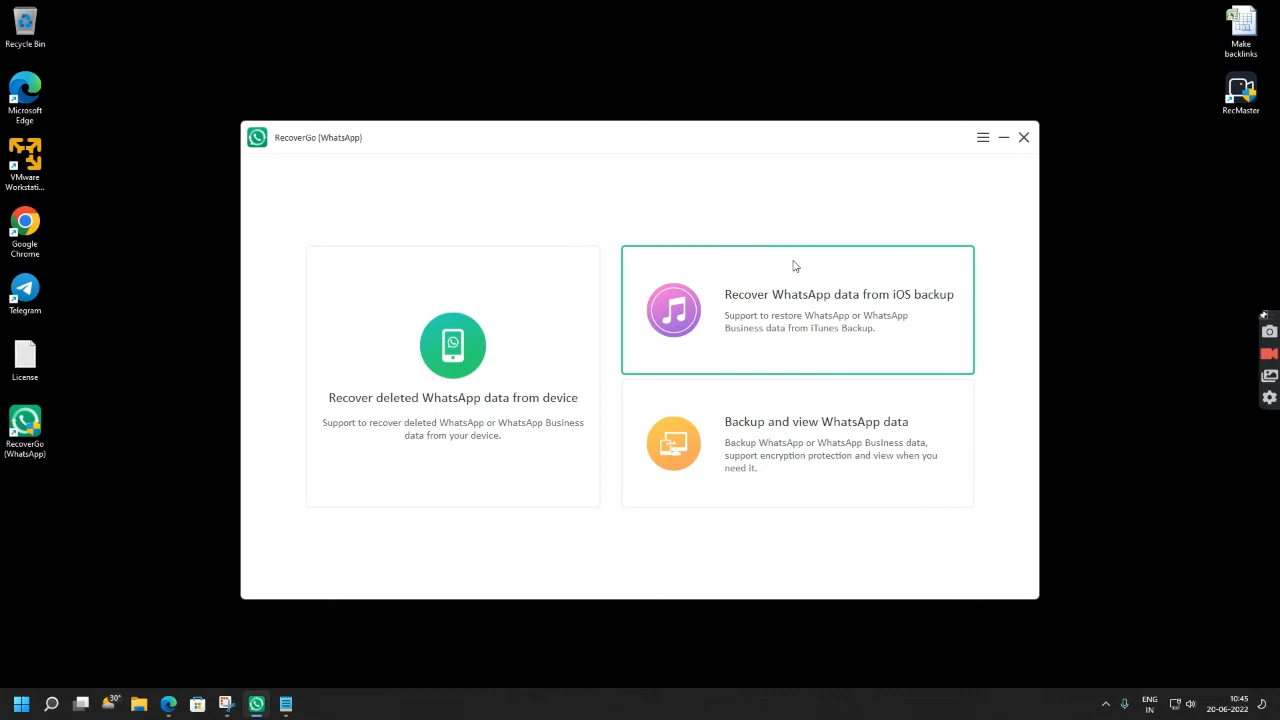 Recycle Bin
Microsoft
Edge
VMware
Workstati...
Google
Chrome
Telegram
License
RecoverGo
(WhatsApp)
Make
backlinks
RecMaster
RecoverGo (WhatsApp)
Recover deleted WhatsApp data from device
Support to recover deleted WhatsApp or WhatsApp Business
data from your device.
Recover WhatsApp data from iOS backup
Support to restore WhatsApp or WhatsApp
Business data from iTunes Backup.
Backup and view WhatsApp data
Backup WhatsApp or WhatsApp Business data,
support encryption protection and view when you
need it.
30°
ENG
IN
10:45
20-06-2022